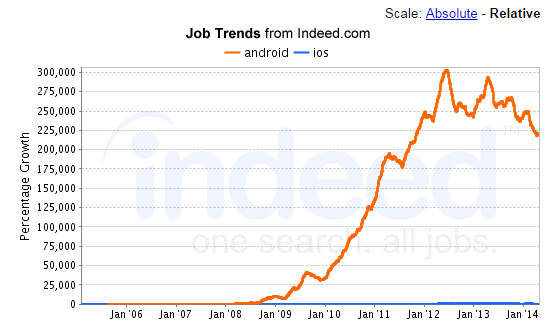 Scale: Absolute - Relative
Job Trends from Indeed.com
android ios
Percentage Growth
300,000
275,000
250,000
225,000
200,000
175,000
150,000
125,000
100,000
75,000
50,000
25,000
0
indeed™
one search. all jobs.
Jan '06 Jan '07 Jan '08 Jan '09 Jan '10 Jan '11 Jan '12 Jan '13 Jan '14